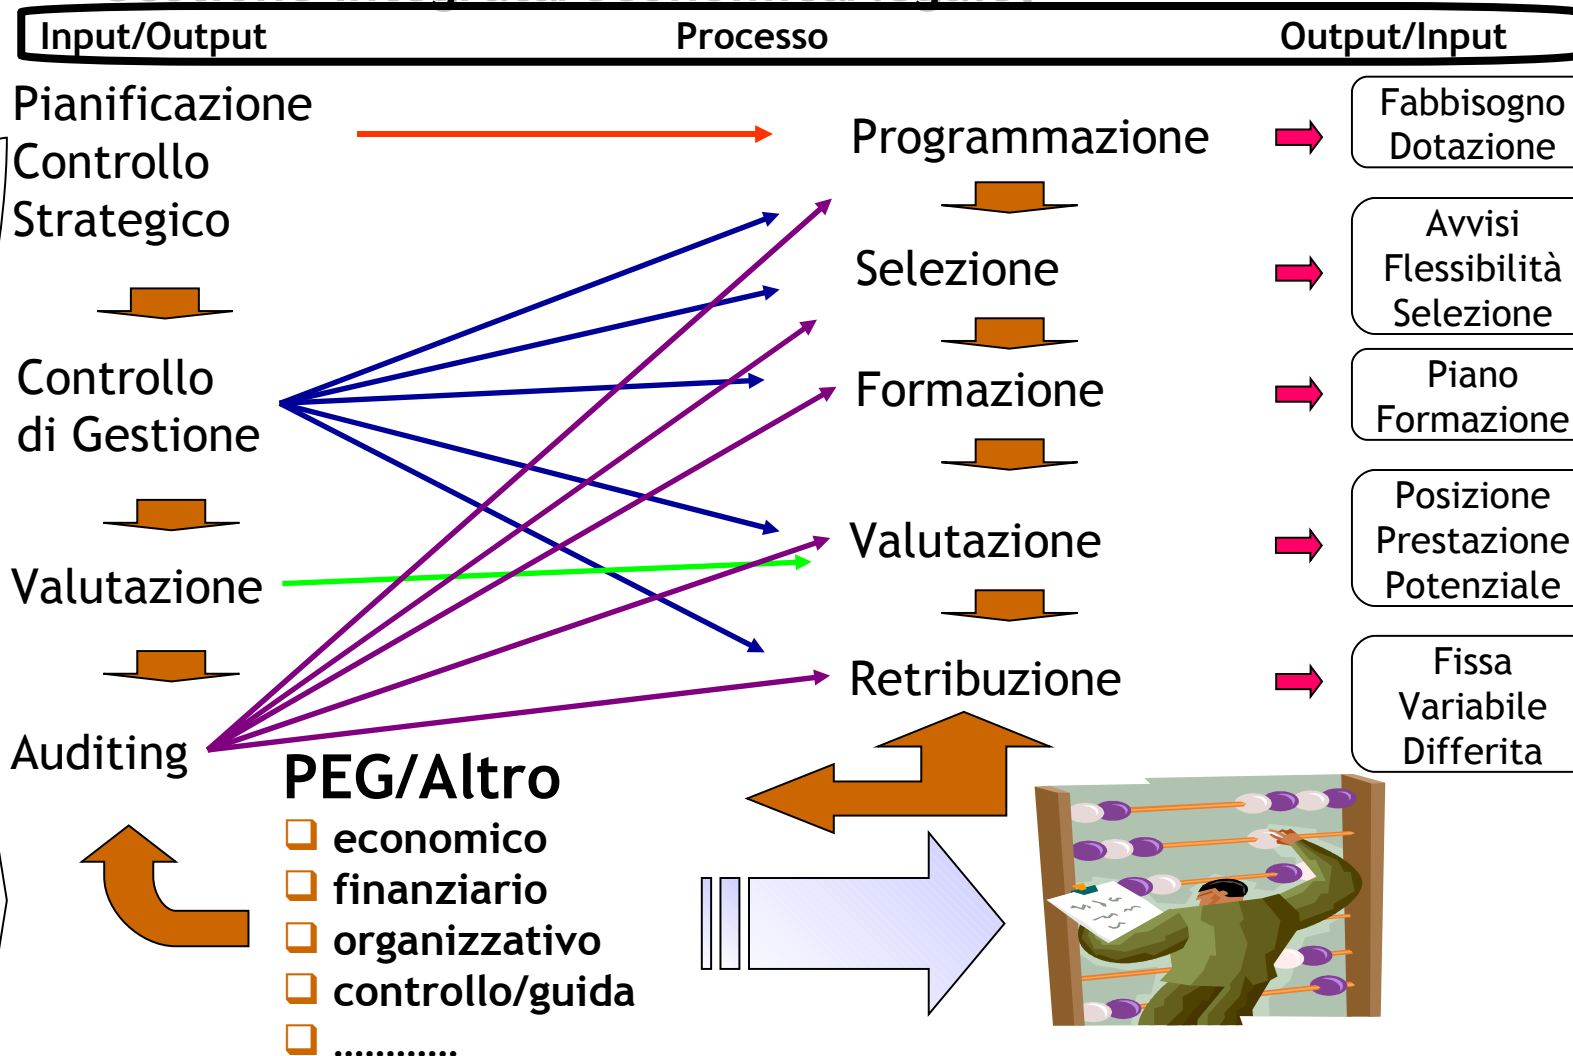 Input/Output Processo Output/Input
Pianificazione
Controllo
Strategico
Controllo
di Gestione
Valutazione
Auditing
Programmazione
Selezione
Formazione
Valutazione
Retribuzione
Fabbisogno
Dotazione
Avvisi
Flessibilità
Selezione
Piano
Formazione
Posizione
Prestazione
Potenziale
Fissa
Variabile
Differita
PEG/Altro
economico
finanziario
organizzativo
controllo/guida
............